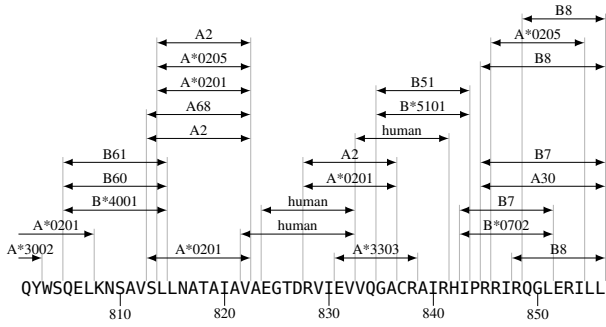 B8
A2 A*0205
A*0205 B8
A*0201 B51
A68 B*5101
A2 human
B61 A2 B7
B60 A*0201 A30
B*4001 human B7
A*0201 human B*0702
A*3002 A*0201 A*3303 B8
QYWSQELKNSAVSLLNATAIAVAEGTDRVIEVVQGACRAIRHIPRRIRQGLERILL
810 820 830 840 850